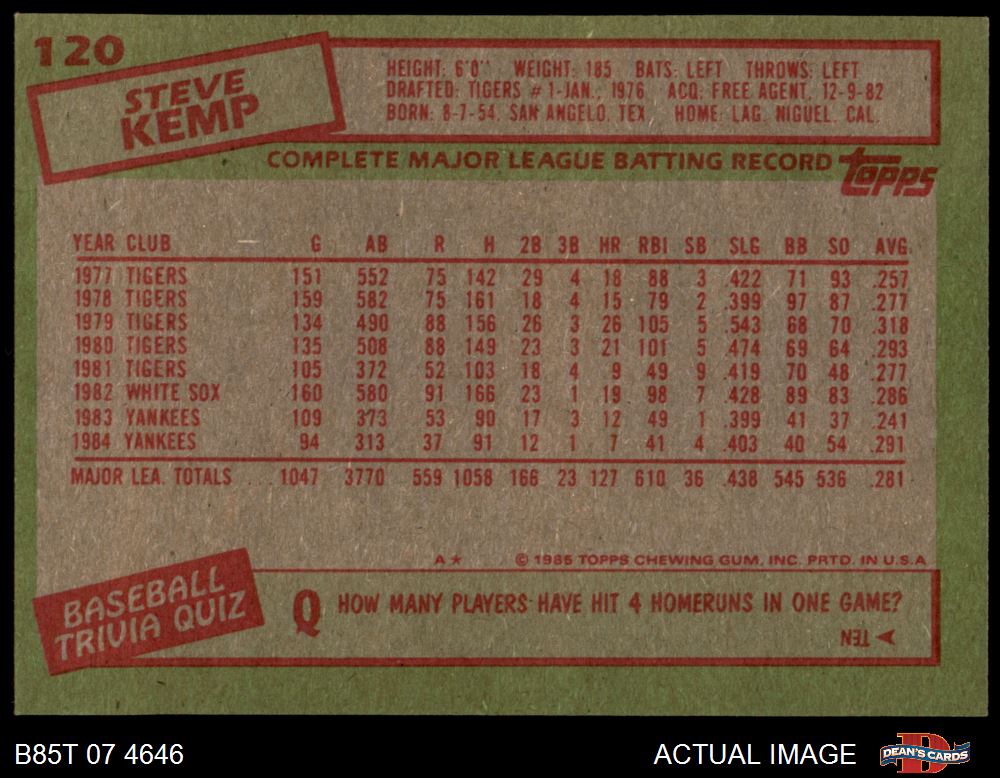 120
STEVE
KEMP
HEIGHT: 6'0" WEIGHT: 185 BATS: LEFT THROWS: LEFT
DRAFTED: TIGERS #1-JAN., 1976 ACQ: FREE AGENT, 12-9-82
BORN: 8-7-54, SAN ANGELO, TEX HOME: LAG. NIGUEL, CAL.
COMPLETE MAJOR LEAGUE BATTING RECORD
TOPPS
YEAR CLUB G AB R H 2B 3B HR RBI SB SLG BB SO AVG.
1977 TIGERS 151 552 75 142 29 4 18 88 3 .422 71 93 .257
1978 TIGERS 159 582 75 161 18 4 15 79 2 .399 97 87 .277
1979 TIGERS 134 490 88 156 26 3 26 105 5 .543 68 70 .318
1980 TIGERS 135 508 88 149 23 3 21 101 5 .474 69 64 .293
1981 TIGERS 105 372 52 103 18 4 9 49 9 .419 70 48 .277
1982 WHITE SOX 160 580 91 166 23 1 19 98 7 .428 89 83 .286
1983 YANKEES 109 373 53 90 17 3 12 49 1 .399 41 37 .241
1984 YANKEES 94 313 37 91 12 1 7 41 4 .403 40 54 .291
MAJOR LEA. TOTALS ... 1047 3770 559 1058 166 23 127 610 36 .438 545 536 .281
A★ © 1985 TOPPS CHEWING GUM, INC. PRTD. IN U.S.A
BASEBALL
TRIVIA QUIZ
Q HOW MANY PLAYERS HAVE HIT 4 HOMERUNS IN ONE GAME?
TEN
B85T 07 4646
ACTUAL IMAGE
DEAN'S CARDS